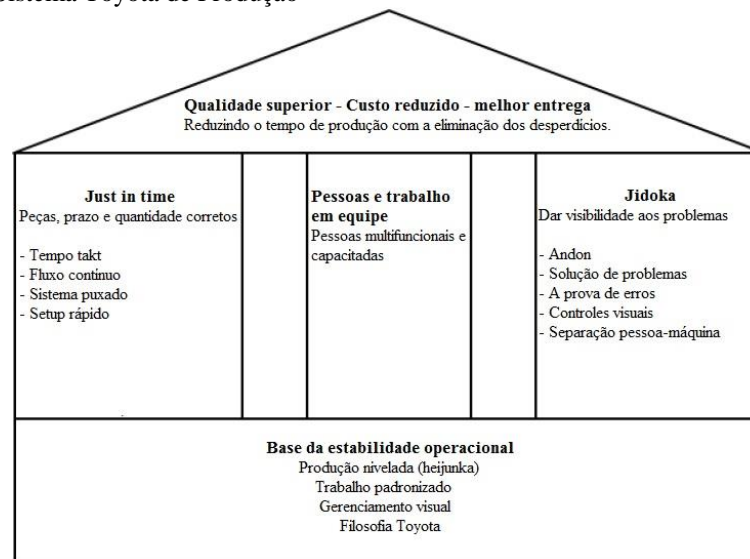 Sistema Toyota de Produção
Qualidade superior - Custo reduzido - melhor entrega
Reduzindo o tempo de produção com a eliminação dos desperdícios.
Just in time
Peças, prazo e quantidade corretos
- Tempo takt
- Fluxo continuo
- Sistema puxado
- Setup rápido
Pessoas e trabalho
em equipe
Pessoas multifuncionais e
capacitadas
Jidoka
Dar visibilidade aos problemas
- Andon
- Solução de problemas
- A prova de erros
- Controles visuais
- Separação pessoa-máquina
Base da estabilidade operacional
Produção nivelada (heijunka)
Trabalho padronizado
Gerenciamento visual
Filosofia Toyota